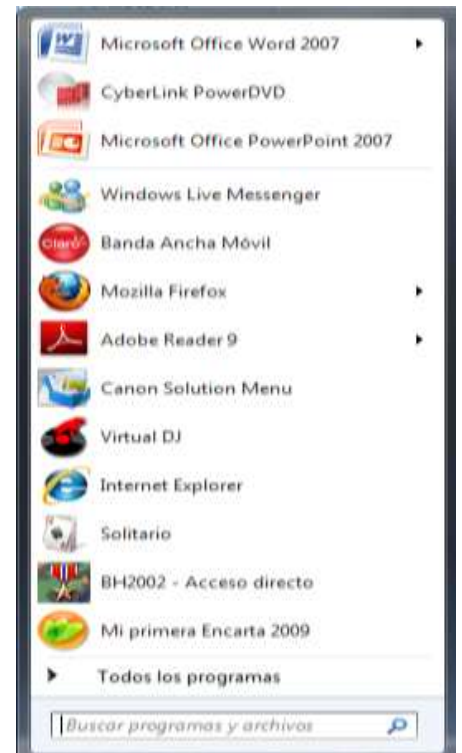 Microsoft Office Word 2007
CyberLink PowerDVD
Microsoft Office PowerPoint 2007
Windows Live Messenger
Claro
Banda Ancha Móvil
Mozilla Firefox
Adobe Reader 9
Canon Solution Menu
Virtual DJ
Internet Explorer
Solitario
BH2002 - Acceso directo
Mi primera Encarta 2009
Todos los programas
Buscar programas y archivos